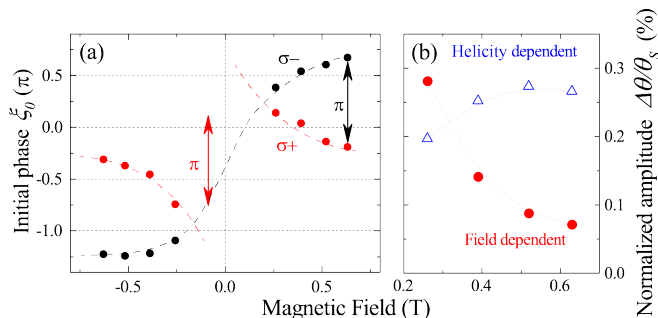 (a)
σ−
π
π
σ+
0.5
0.0
-0.5
-1.0
Initial phase ξ₀ (π)
-0.5
0.0
0.5
(b)
Helicity dependent
Field dependent
0.2
0.4
0.6
0.3
0.2
0.1
0.0
Normalized amplitude Δθ/θₛ (%)
Magnetic Field (T)